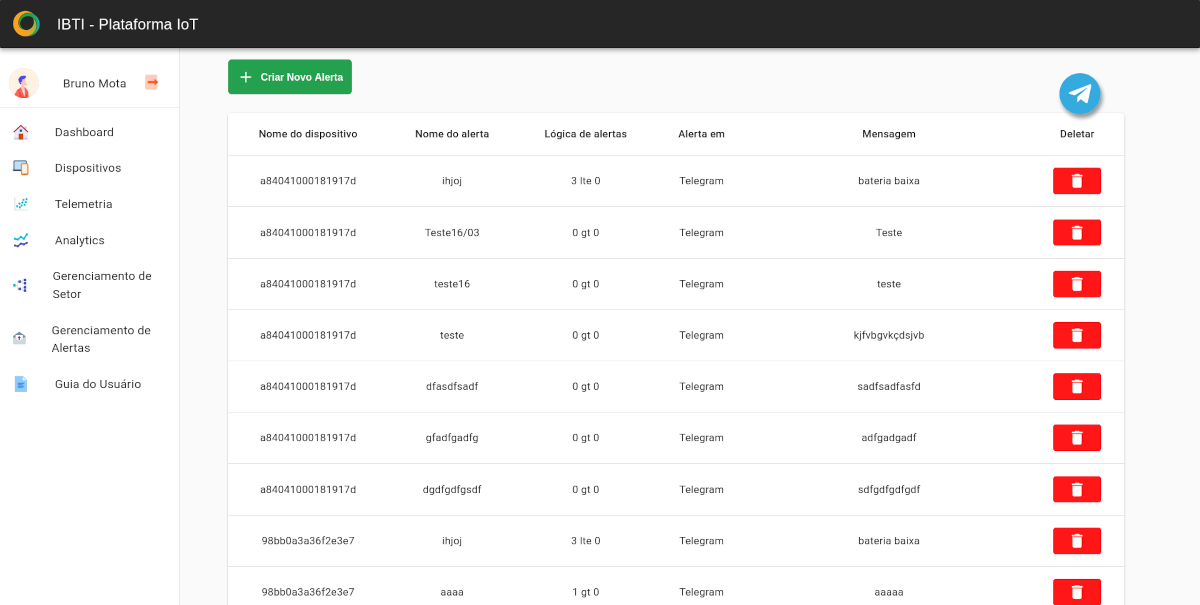 IBTI - Plataforma IoT
Bruno Mota
Dashboard
Dispositivos
Telemetria
Analytics
Gerenciamento de
Setor
Gerenciamento de
Alertas
Guia do Usuário
Criar Novo Alerta
Nome do dispositivo Nome do alerta Lógica de alertas Alerta em Mensagem Deletar
a84041000181917d ihjoj 3 lte 0 Telegram bateria baixa
a84041000181917d Teste16/03 0 gt 0 Telegram Teste
a84041000181917d teste16 0 gt 0 Telegram teste
a84041000181917d teste 0 gt 0 Telegram kjfvbgvkçdsjvb
a84041000181917d dfasdfsadf 0 gt 0 Telegram sadfsadfasfd
a84041000181917d gfadfgadfg 0 gt 0 Telegram adfgadgadf
a84041000181917d dgdfgdfgsdf 0 gt 0 Telegram sdfgdfgdfgdf
98bb0a3a36f2e3e7 ihjoj 3 lte 0 Telegram bateria baixa
98bb0a3a36f2e3e7 aaaa 1 gt 0 Telegram aaaaa